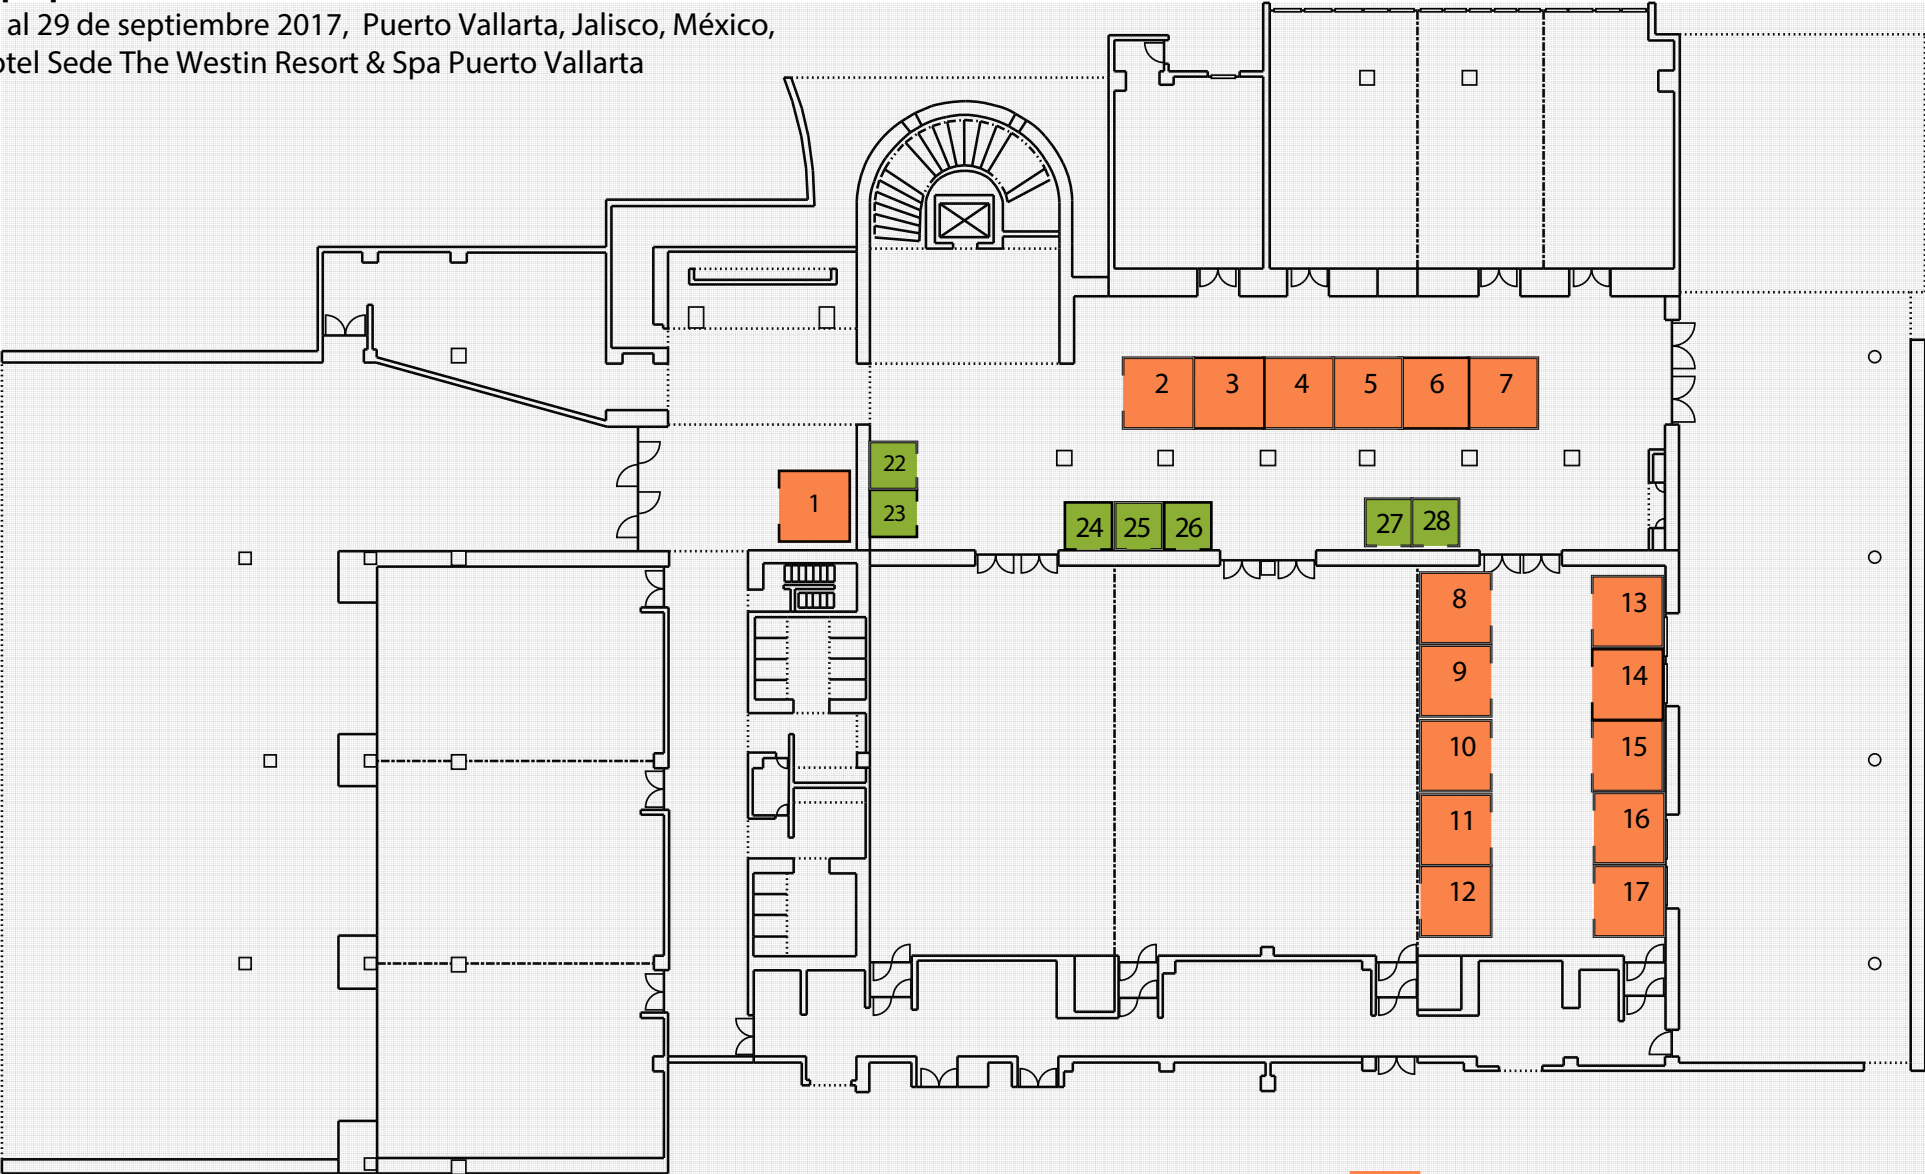 al 29 de septiembre 2017, Puerto Vallarta, Jalisco, México,
otel Sede The Westin Resort & Spa Puerto Vallarta
2 3 4 5 6 7
22
1
23
24 25 26 27 28
8 13
9 14
10 15
11 16
12 17